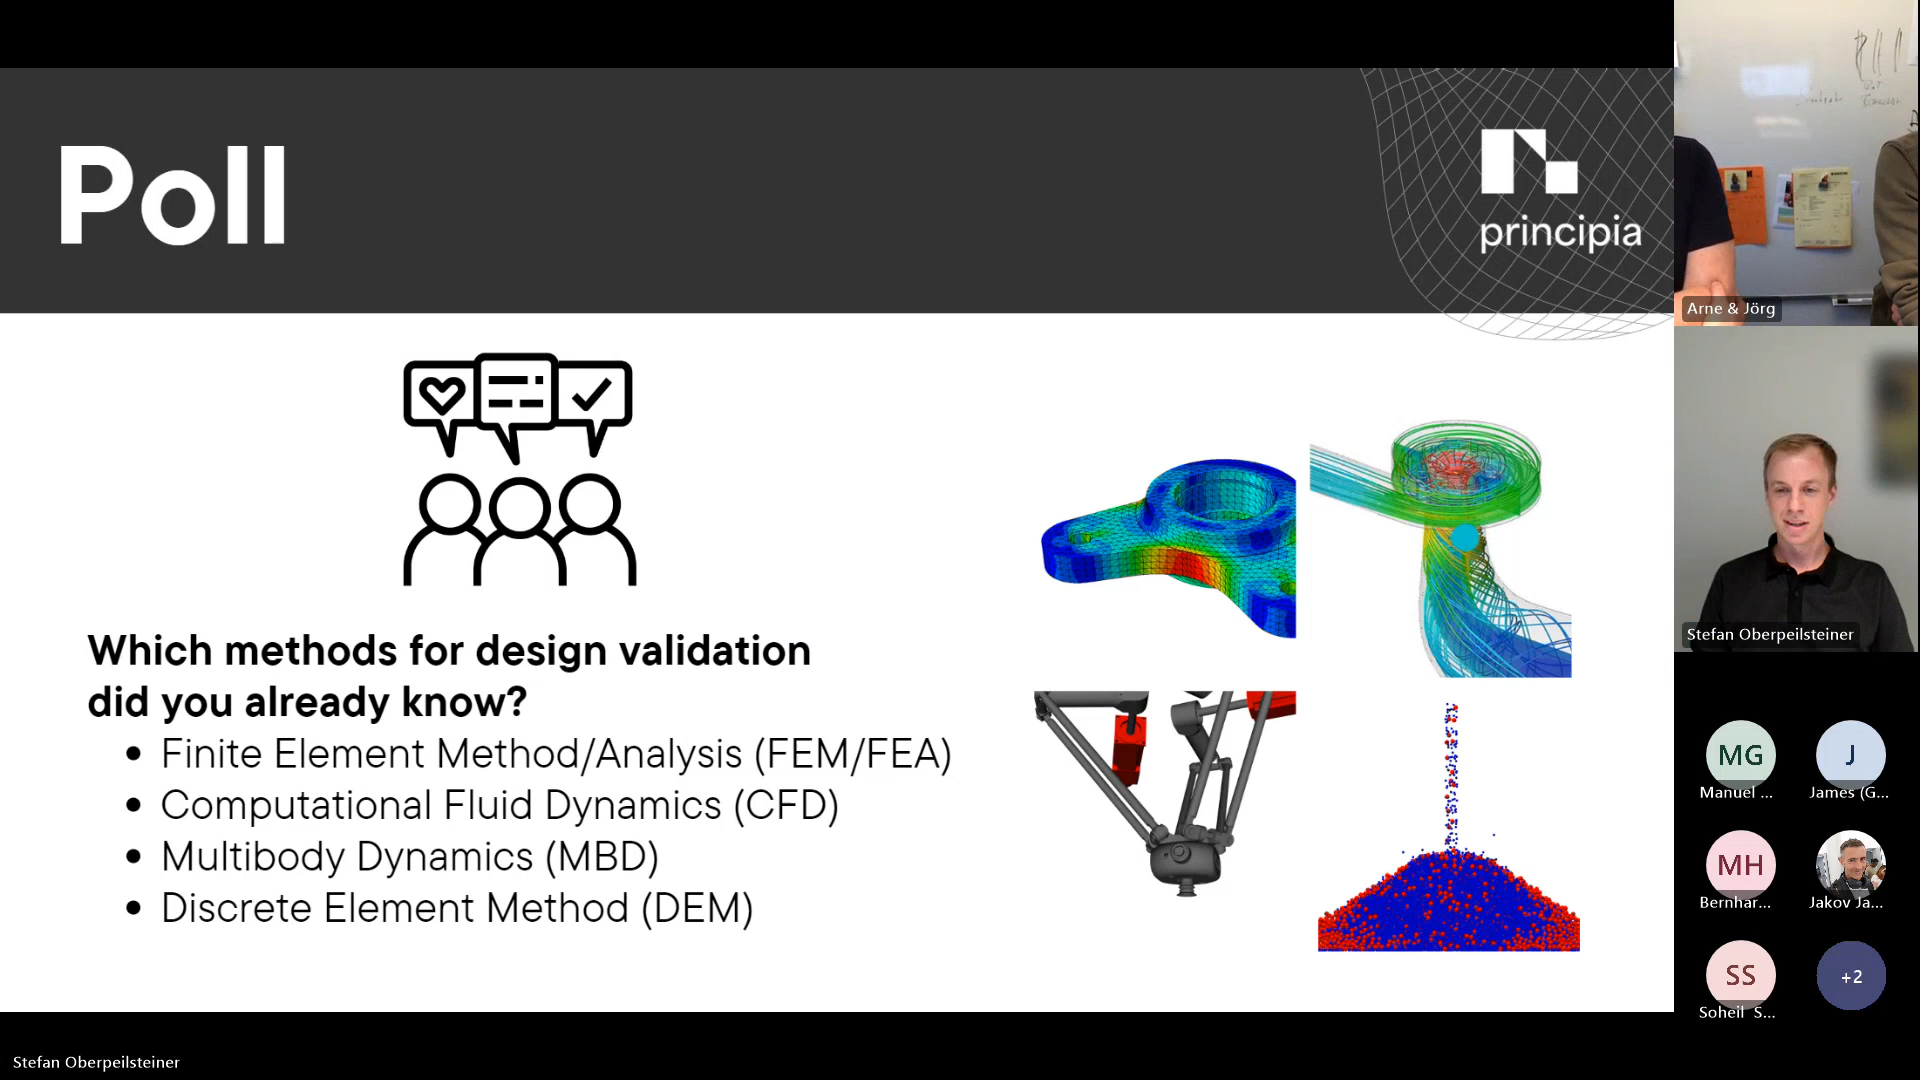 Poll
principia
Which methods for design validation
did you already know?
• Finite Element Method/Analysis (FEM/FEA)
• Computational Fluid Dynamics (CFD)
• Multibody Dynamics (MBD)
• Discrete Element Method (DEM)
Arne & Jörg
Stefan Oberpeilsteiner
MG
Manuel ...
J
James (G...
MH
Bernhar...
Jakov Ja...
SS
Soheil S...
+2
Stefan Oberpeilsteiner